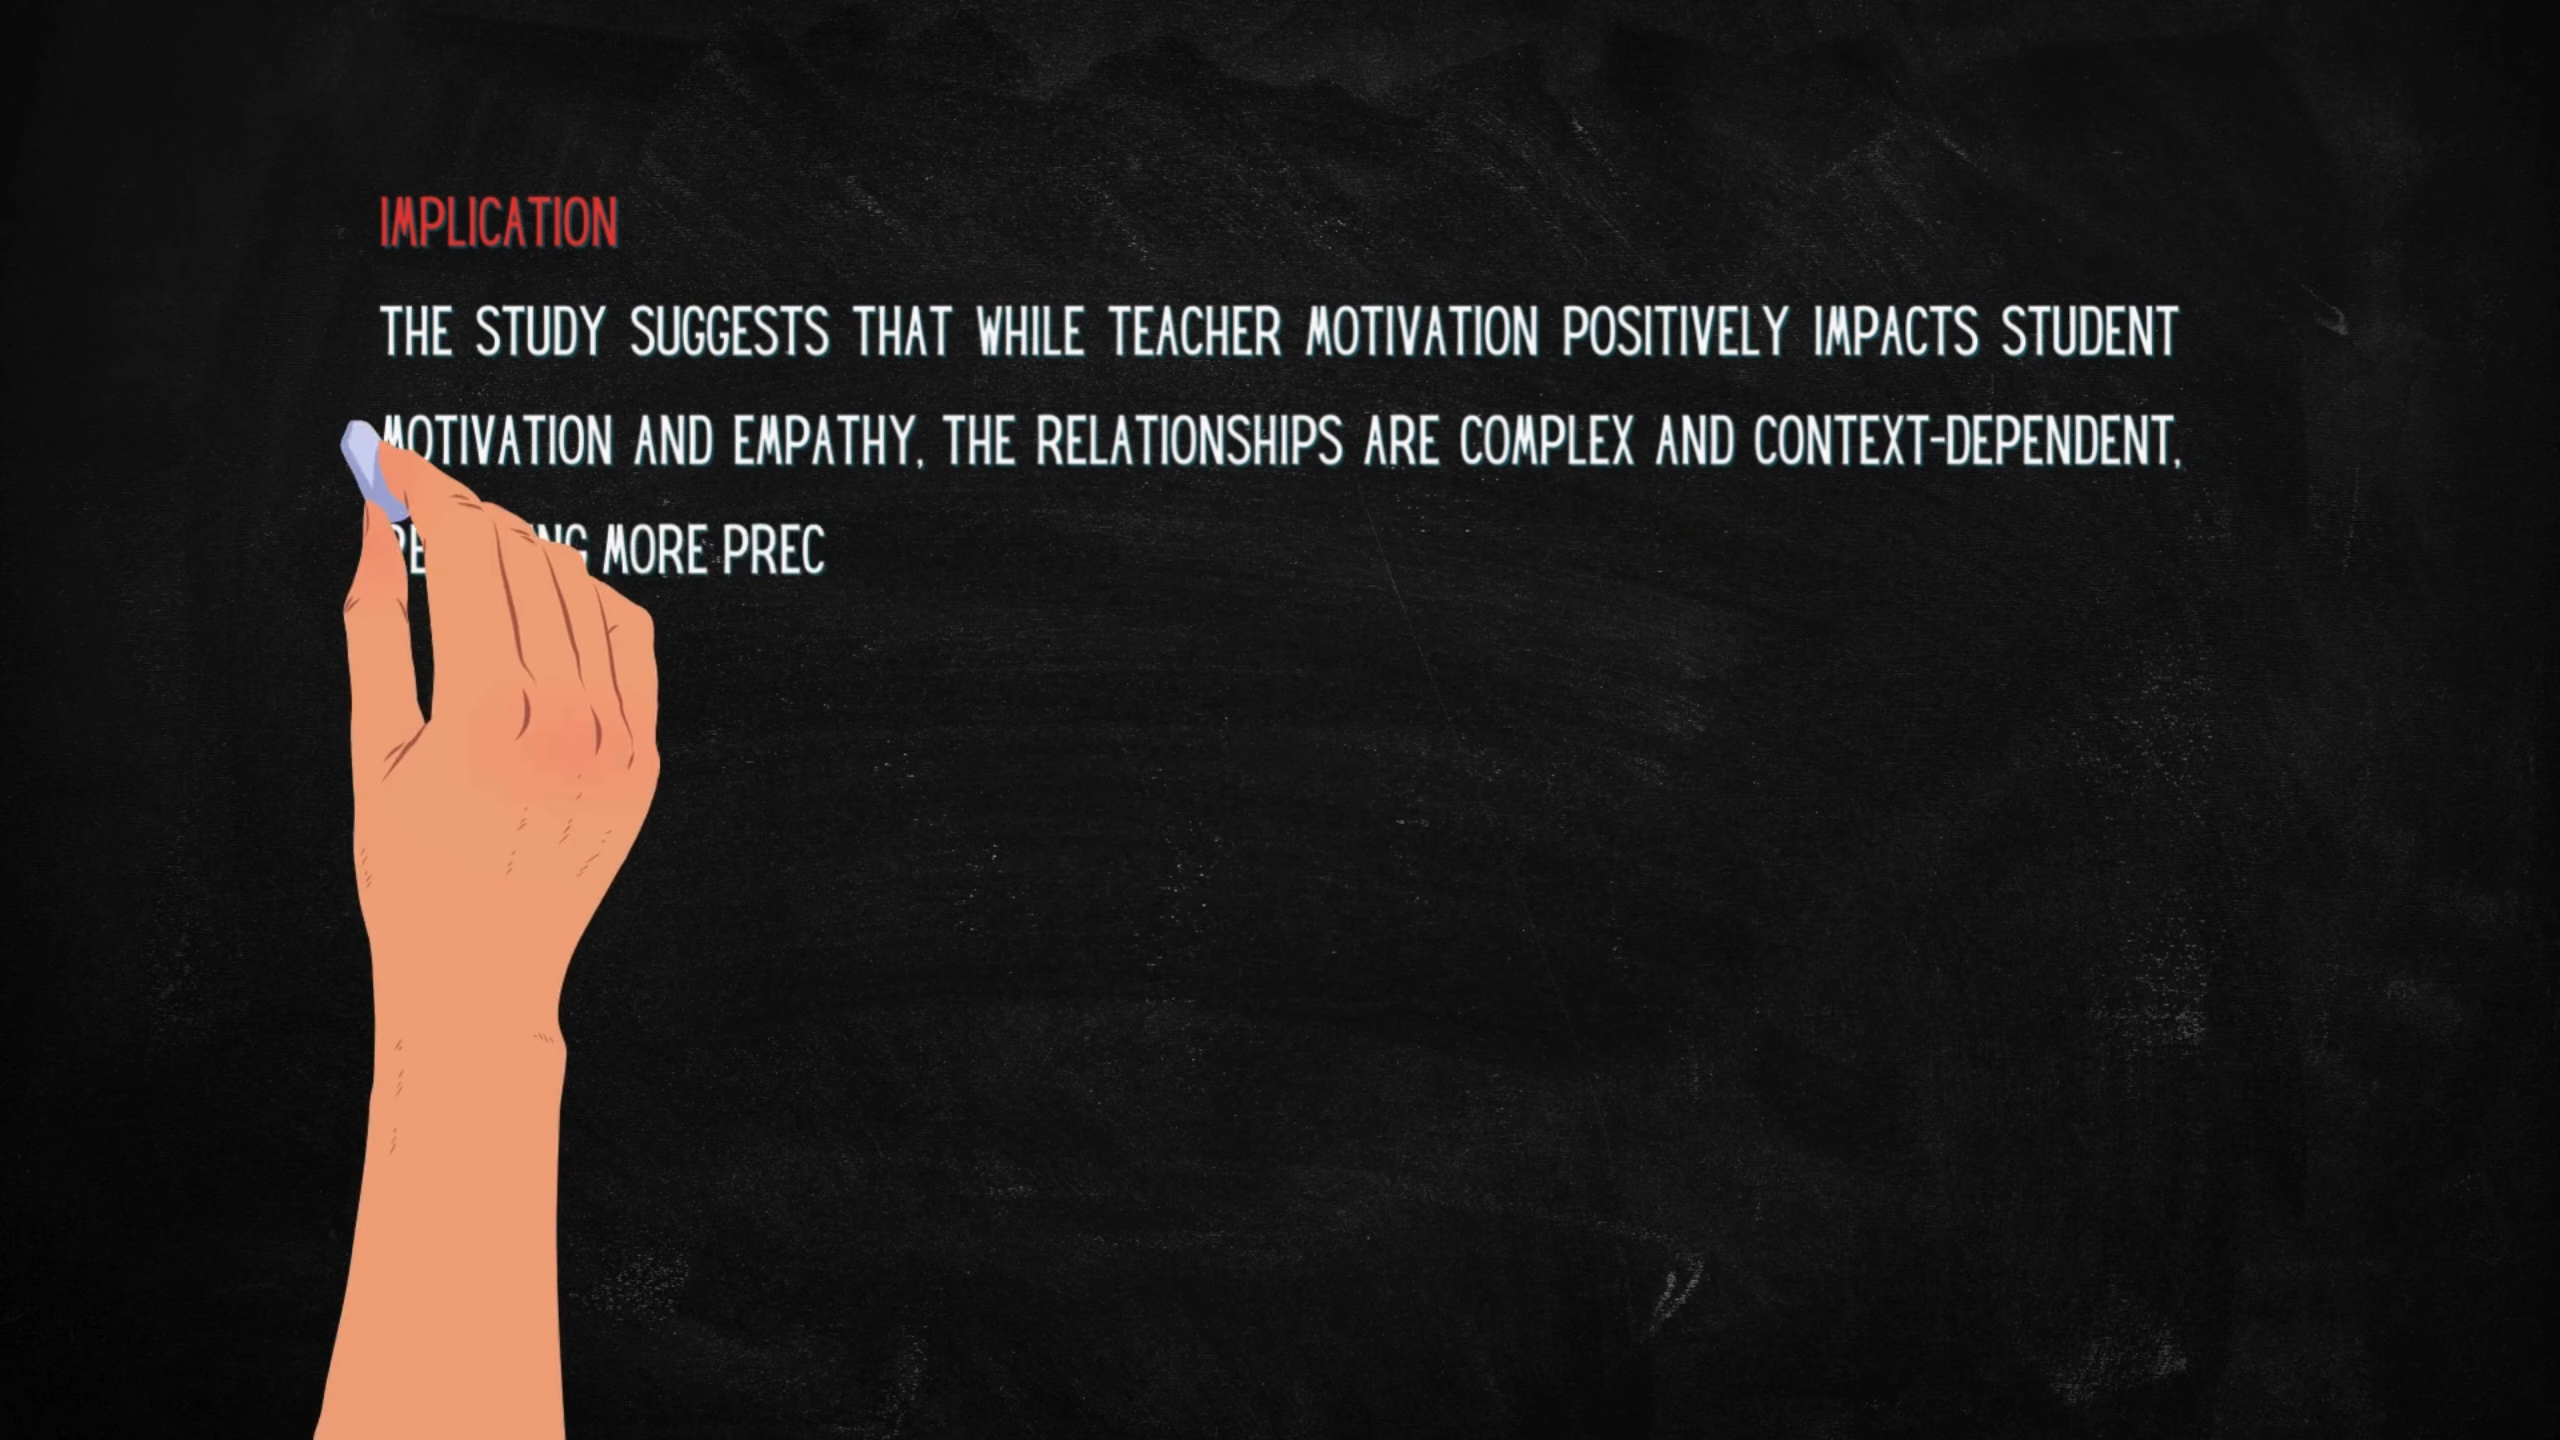 IMPLICATION
THE STUDY SUGGESTS THAT WHILE TEACHER MOTIVATION POSITIVELY IMPACTS STUDENT
MOTIVATION AND EMPATHY, THE RELATIONSHIPS ARE COMPLEX AND CONTEXT-DEPENDENT,
MORE PREC